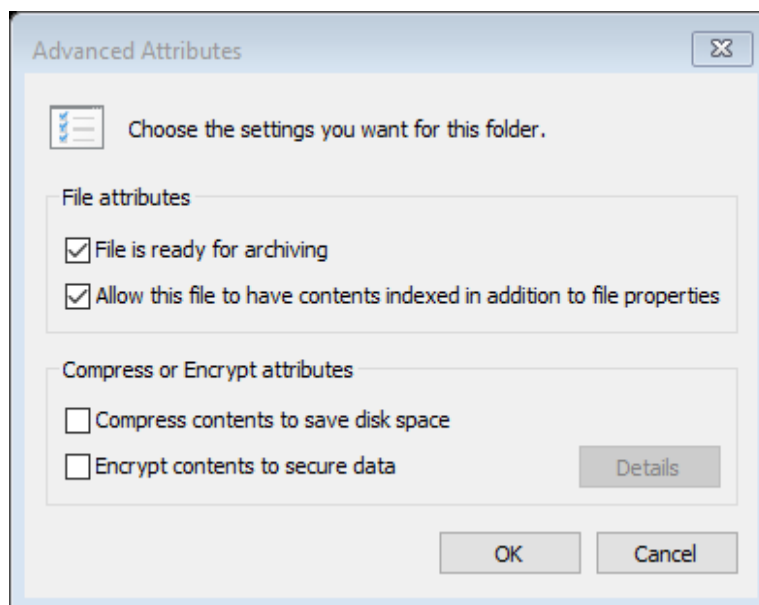 Advanced Attributes
Choose the settings you want for this folder.
File attributes
File is ready for archiving
Allow this file to have contents indexed in addition to file properties
Compress or Encrypt attributes
Compress contents to save disk space
Encrypt contents to secure data
Details
OK
Cancel